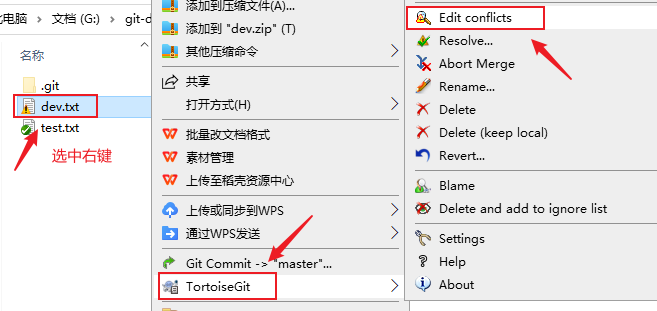 此电脑 > 文档 (D:) > git-d
名称
.git
dev.txt
test.txt
选中右键
添加到压缩文件(A)...
添加到 "dev.zip" (T)
其他压缩命令
共享
打开方式(H)
批量改文档格式
素材管理
上传至稻壳资源中心
上传或同步到WPS
通过WPS发送
Git Commit -> "master"...
TortoiseGit
Edit conflicts
Resolve...
Abort Merge
Rename...
Delete
Delete (keep local)
Revert...
Blame
Delete and add to ignore list
Settings
Help
About